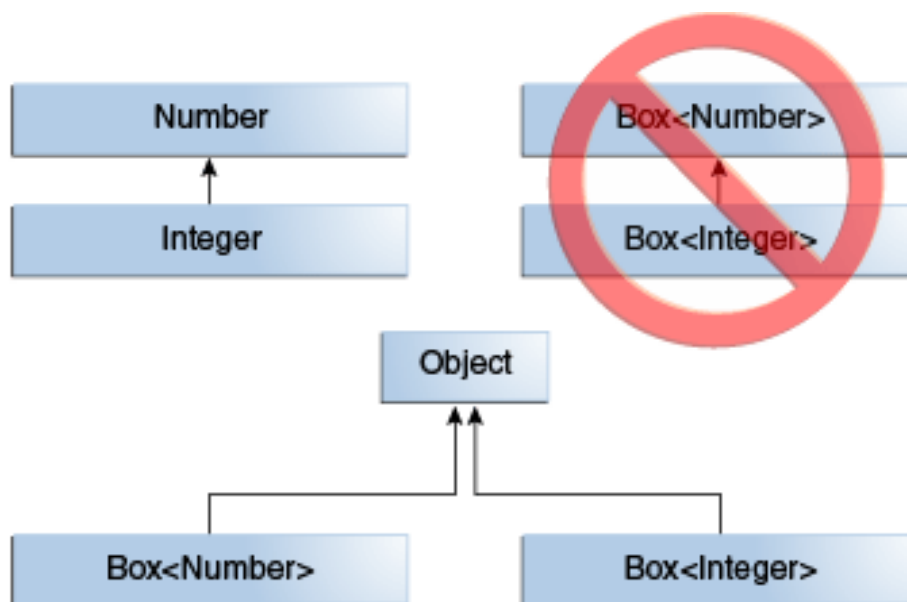 Number
Box<Number>
Integer
Box<Integer>
Object
Box<Number>
Box<Integer>